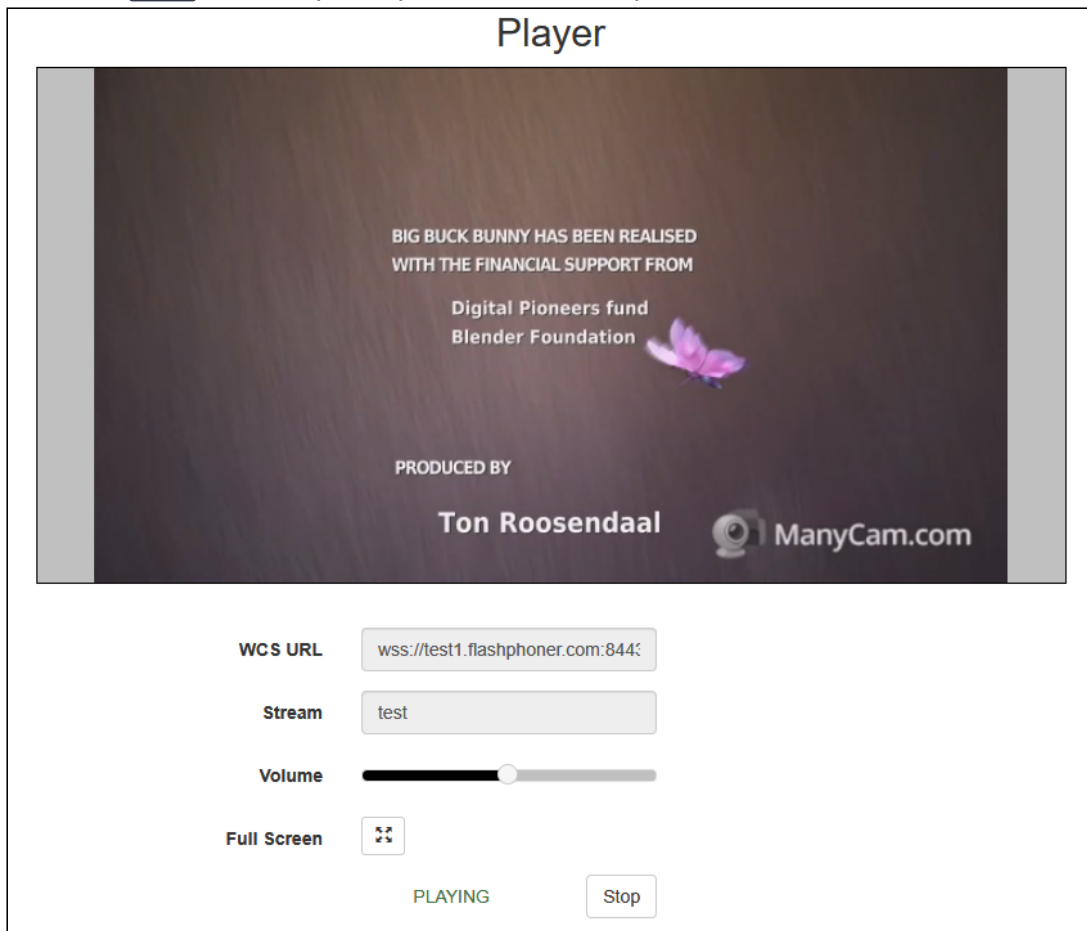 Player
BIG BUCK BUNNY HAS BEEN REALISED
WITH THE FINANCIAL SUPPORT FROM
Digital Pioneers fund
Blender Foundation
PRODUCED BY
Ton Roosendaal
ManyCam.com
WCS URL wss://test1.flashphoner.com:8443
Stream test
Volume
Full Screen
PLAYING Stop